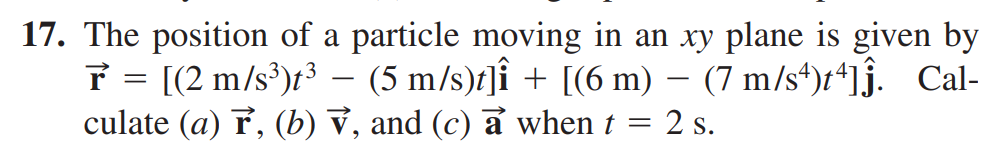 17. The position of a particle moving in an xy plane is given by
r⃗ = [(2 m/s³)t³ − (5 m/s)t]î + [(6 m) − (7 m/s⁴)t⁴]ĵ. Cal-
culate (a) r⃗, (b) v⃗, and (c) a⃗ when t = 2 s.